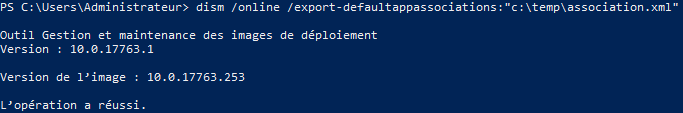 PS C:\Users\Administrateur> dism /online /export-defaultappassociations:"c:\temp\association.xml"
Outil Gestion et maintenance des images de déploiement
Version : 10.0.17763.1
Version de l’image : 10.0.17763.253
L’opération a réussi.